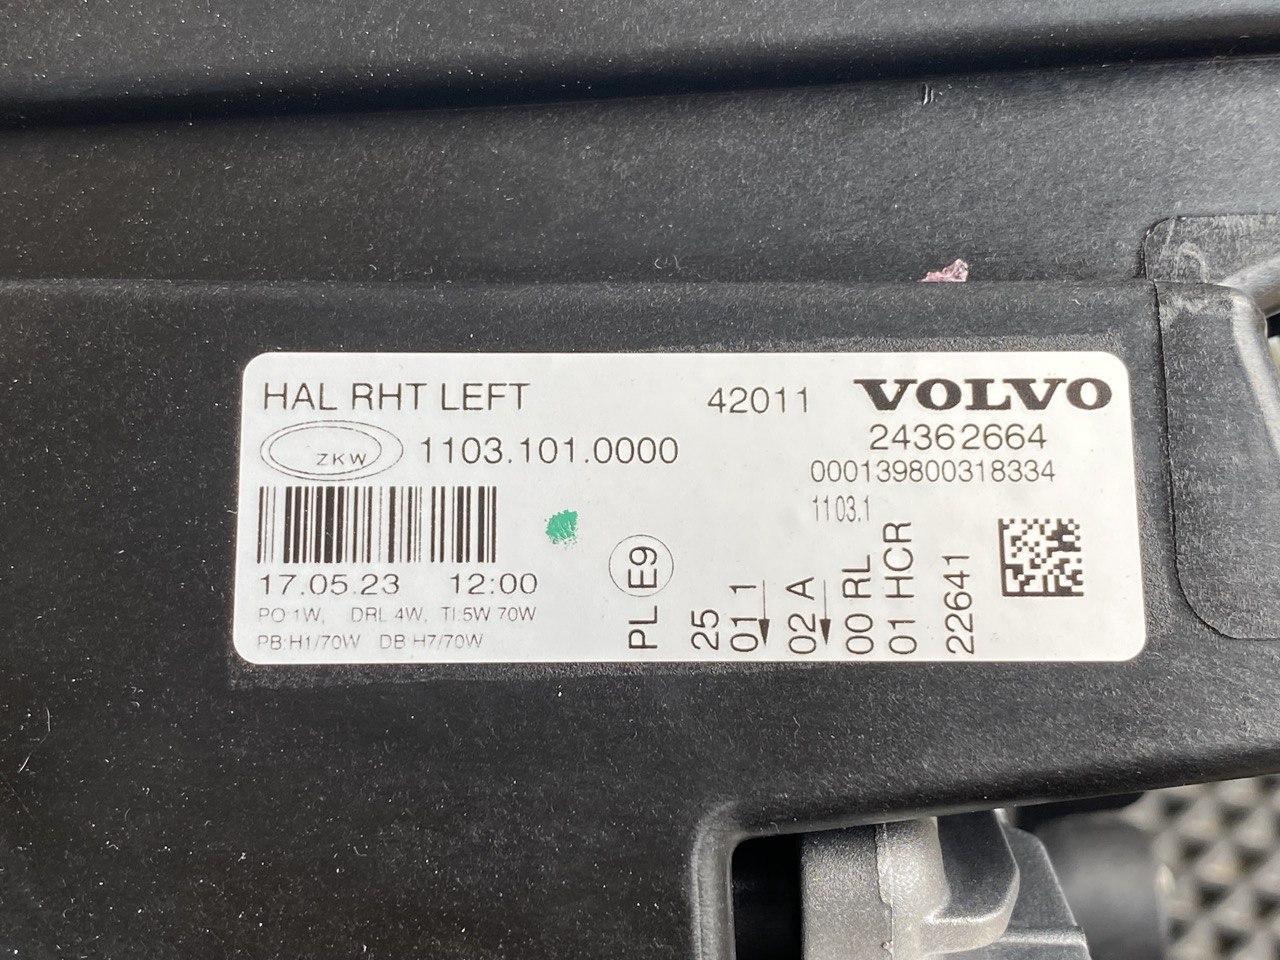 HAL RHT LEFT
42011
VOLVO
ZKW
1103.101.0000
24362664
000139800318334
1103.1
17.05.23 12:00
PO:1W, DRL 4W, TI:5W 70W
PB:H1/70W DB H7/70W
PL E9
25
01 1
02 A
00 RL
01 HCR
22641